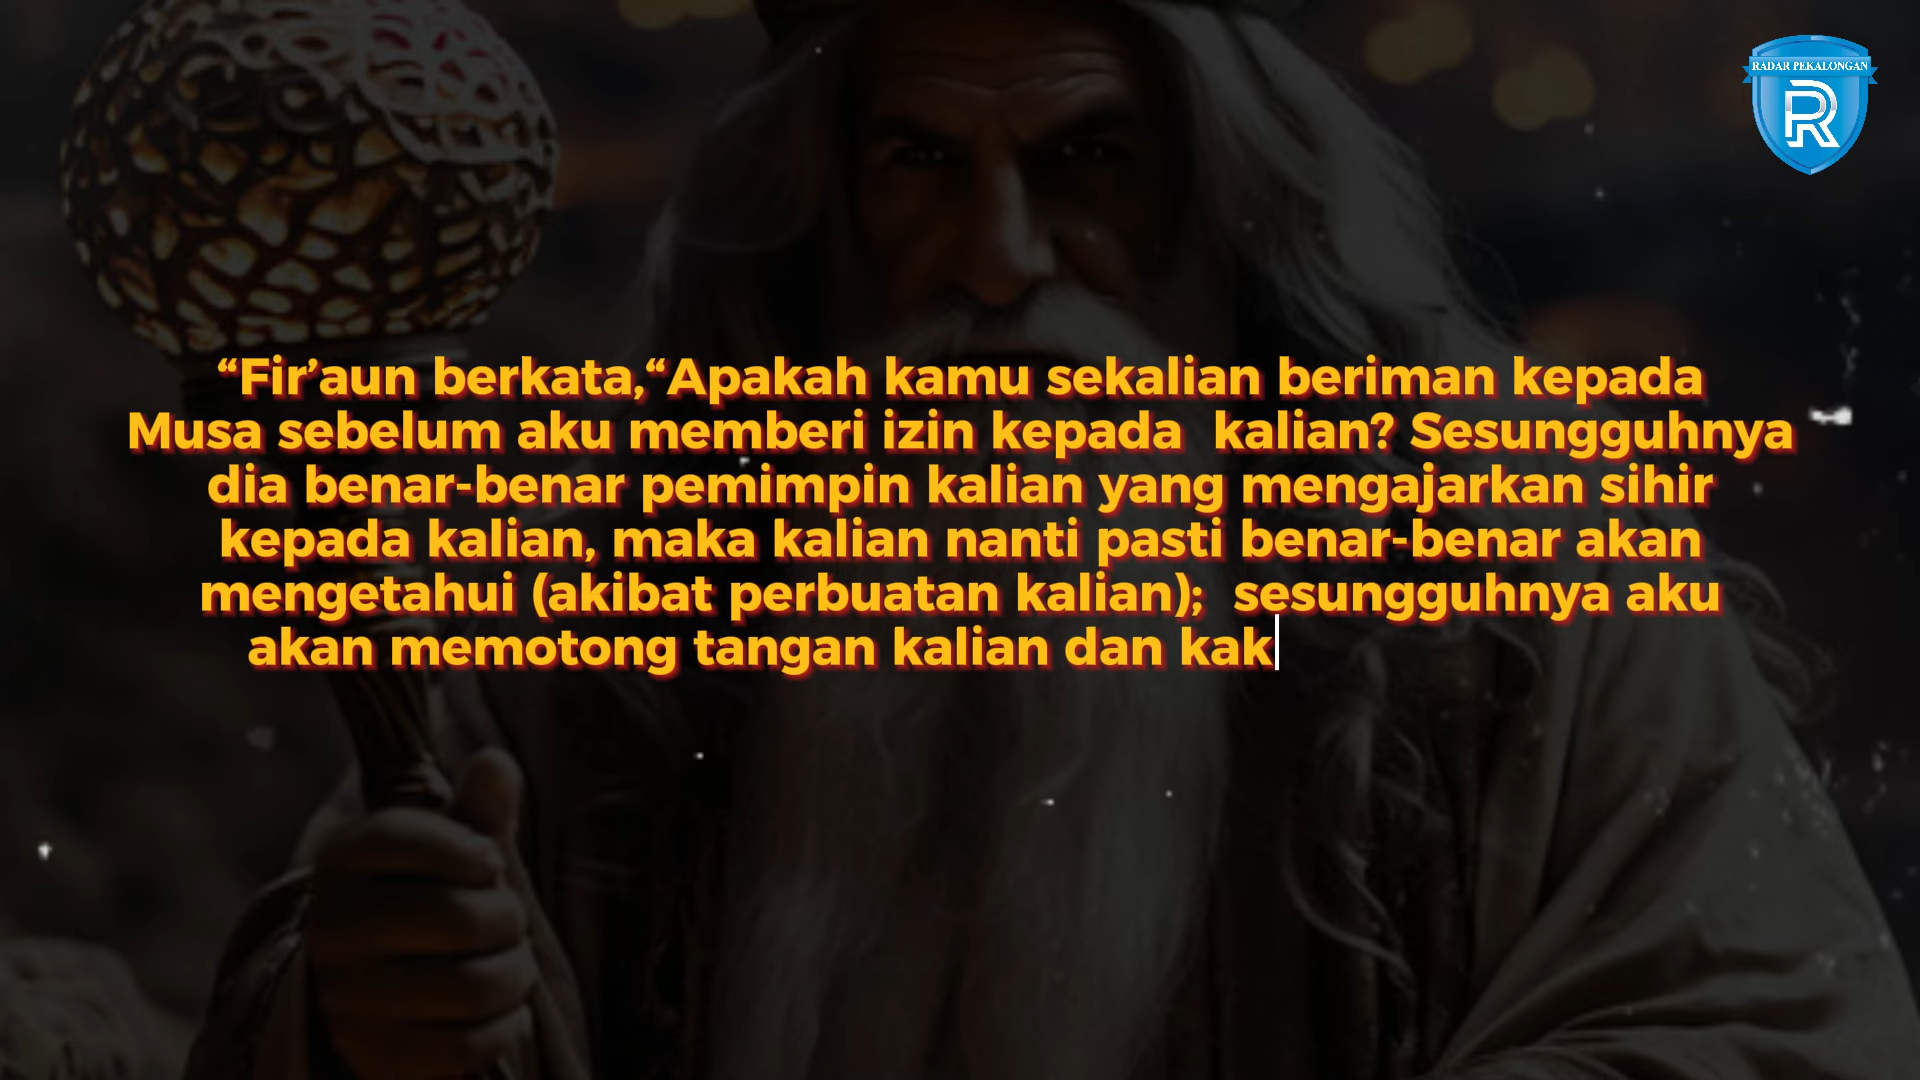 RADAR PEKALONGAN
R
“Fir’aun berkata,“Apakah kamu sekalian beriman kepada
Musa sebelum aku memberi izin kepada  kalian? Sesungguhnya
dia benar-benar pemimpin kalian yang mengajarkan sihir
kepada kalian, maka kalian nanti pasti benar-benar akan
mengetahui (akibat perbuatan kalian);  sesungguhnya aku
akan memotong tangan kalian dan kak